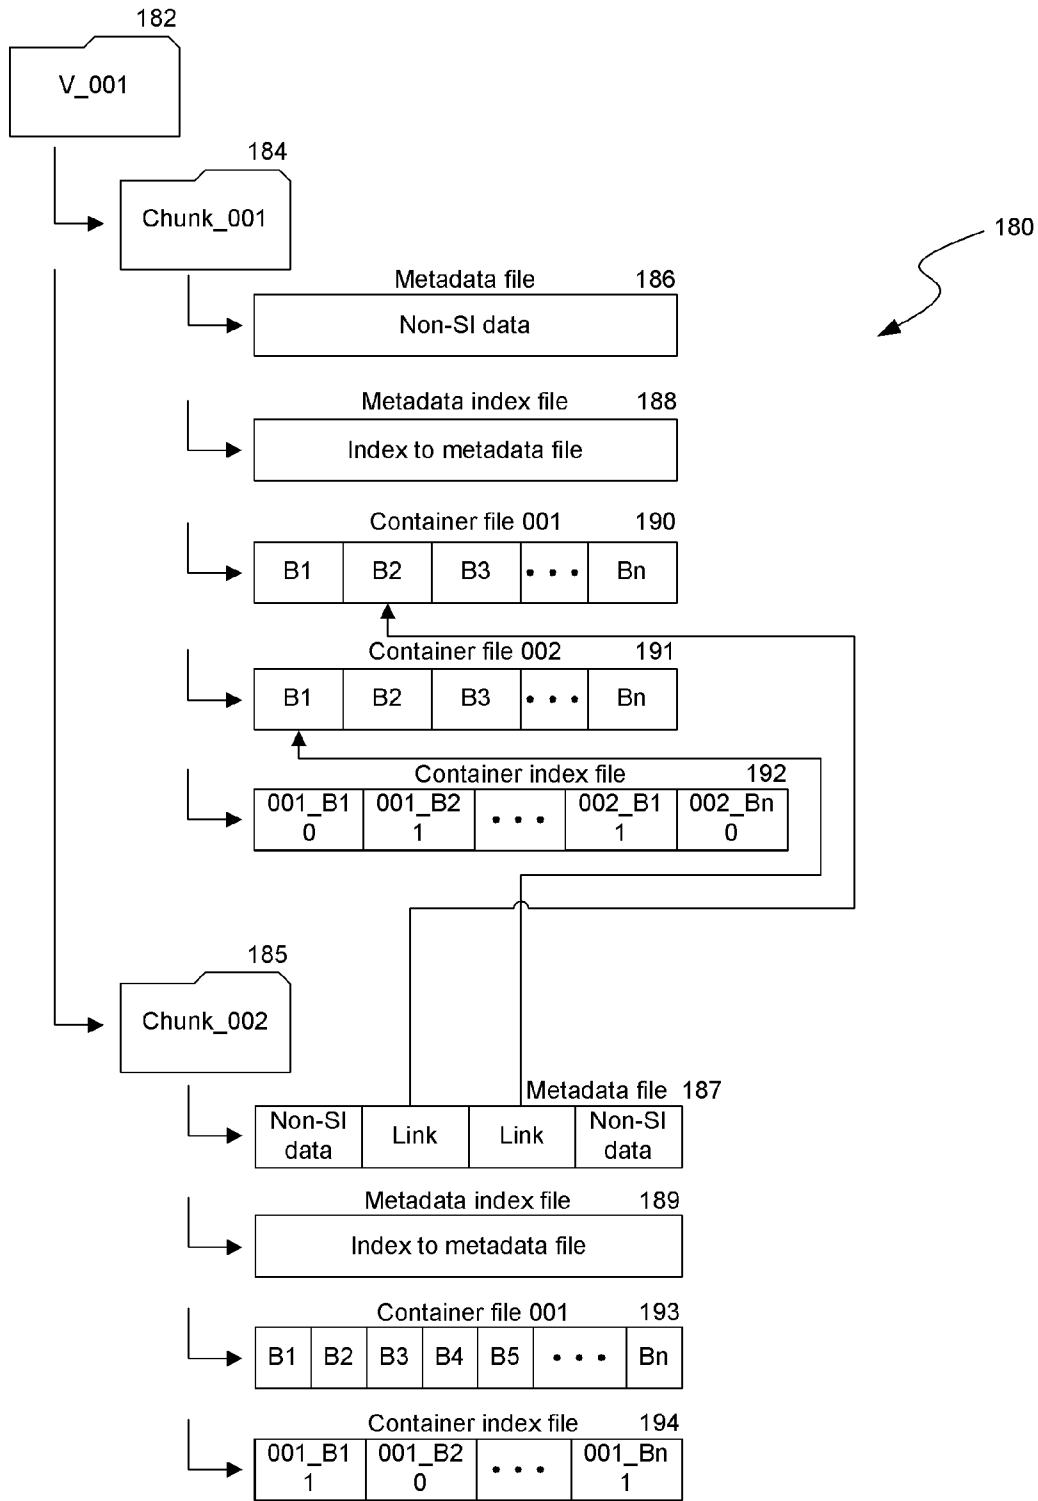 182
V_001
184
Chunk_001
180
Metadata file 186
Non-SI data
Metadata index file 188
Index to metadata file
Container file 001 190
B1 B2 B3 • • • Bn
Container file 002 191
B1 B2 B3 • • • Bn
Container index file 192
001_B1 001_B2 • • • 002_B1 002_Bn
0 1 1 0
185
Chunk_002
Metadata file 187
Non-SI Link Link Non-SI
data data
Metadata index file 189
Index to metadata file
Container file 001 193
B1 B2 B3 B4 B5 • • • Bn
Container index file 194
001_B1 001_B2 • • • 001_Bn
1 0 1